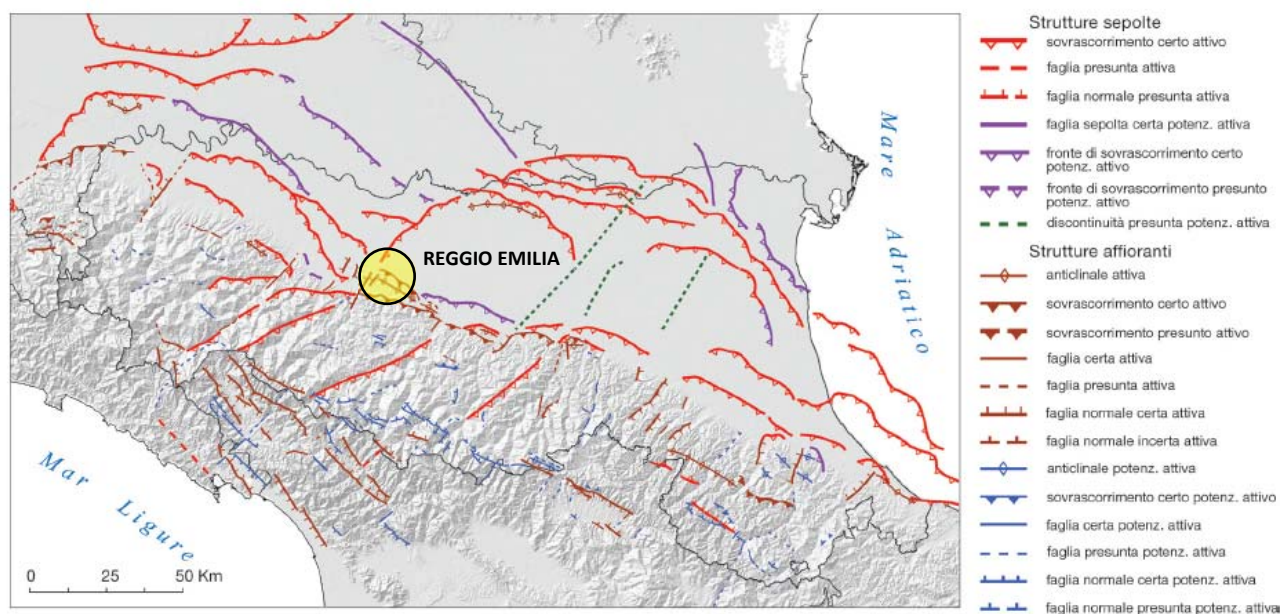 REGGIO EMILIA
Mare
Adriatico
Mar Ligure
0 25 50 Km
Strutture sepolte
sovrascorrimento certo attivo
faglia presunta attiva
faglia normale presunta attiva
faglia sepolta certa potenz. attiva
fronte di sovrascorrimento certo
potenz. attivo
fronte di sovrascorrimento presunto
potenz. attivo
discontinuità presunta potenz. attiva
Strutture affioranti
anticlinale attiva
sovrascorrimento certo attivo
sovrascorrimento presunto attivo
faglia certa attiva
faglia presunta attiva
faglia normale certa attiva
faglia normale incerta attiva
anticlinale potenz. attiva
sovrascorrimento certo potenz. attivo
faglia certa potenz. attiva
faglia presunta potenz. attiva
faglia normale certa potenz. attiva
faglia normale presunta potenz. attiva